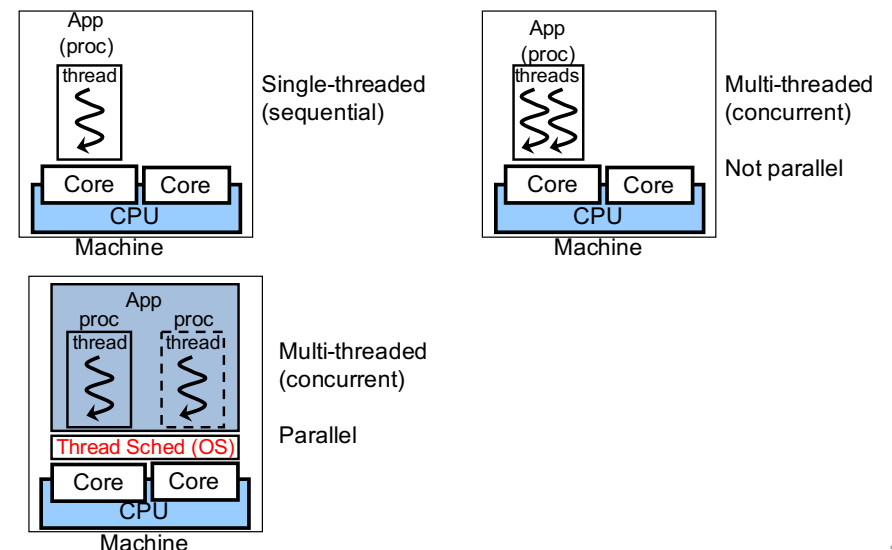 App
(proc)
thread
Single-threaded
(sequential)
Core
Core
CPU
Machine
App
(proc)
threads
Multi-threaded
(concurrent)
Not parallel
Core
Core
CPU
Machine
App
proc
proc
thread
thread
Multi-threaded
(concurrent)
Parallel
Thread Sched (OS)
Core
Core
CPU
Machine